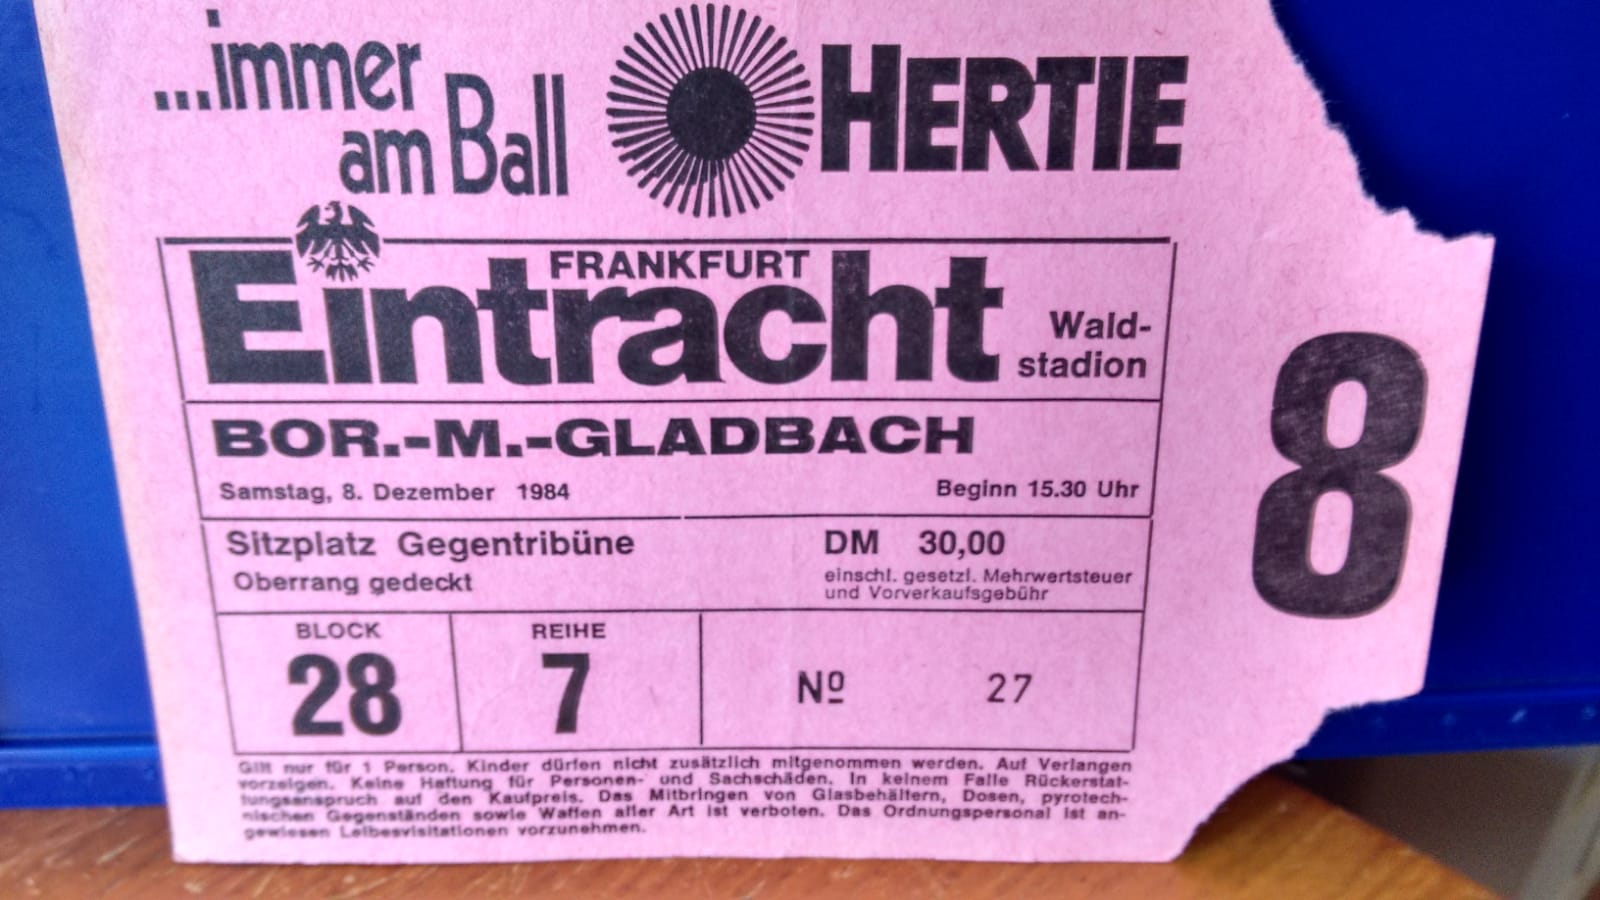 ...immer
am Ball
HERTIE
FRANKFURT
Eintracht
Wald-
stadion
8
BOR.-M.-GLADBACH
Samstag, 8. Dezember 1984
Beginn 15.30 Uhr
Sitzplatz Gegentribüne
DM 30,00
Oberrang gedeckt
einschl. gesetzl. Mehrwertsteuer
und Vorverkaufsgebühr
BLOCK
28
REIHE
7
Nº 27
Gilt nur für 1 Person. Kinder dürfen nicht zusätzlich mitgenommen werden. Auf Verlangen
vorzeigen. Keine Haftung für Personen- und Sachschäden. In keinem Falle Rückerstat-
tungsanspruch auf den Kaufpreis. Das Mitbringen von Glasbehältern, Dosen, pyrotech-
nischen Gegenständen sowie Waffen aller Art ist verboten. Das Ordnungspersonal ist an-
gewiesen Leibesvisitationen vorzunehmen.